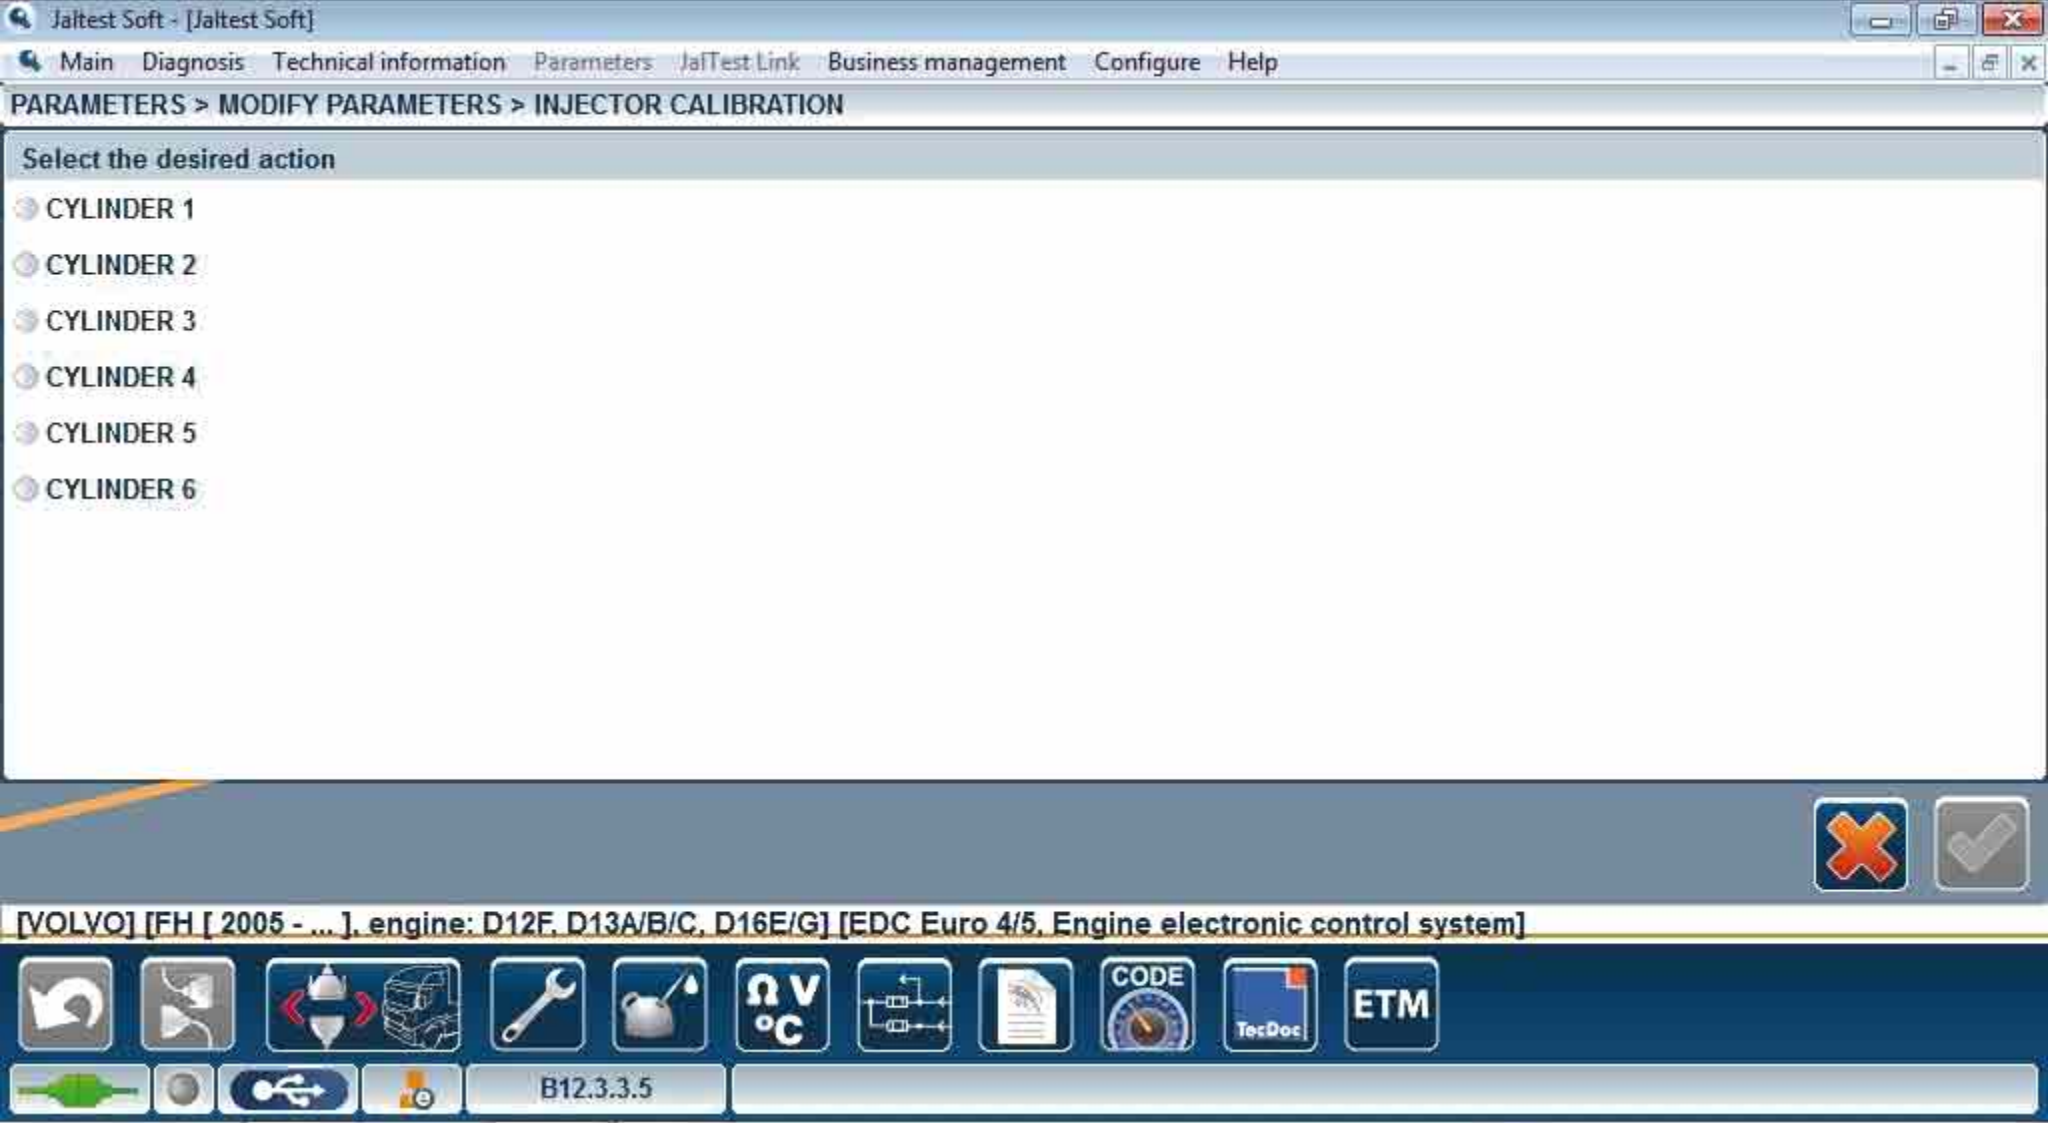 Jaltest Soft - [Jaltest Soft]
Main Diagnosis Technical information Parameters JalTest Link Business management Configure Help
PARAMETERS > MODIFY PARAMETERS > INJECTOR CALIBRATION
Select the desired action
CYLINDER 1
CYLINDER 2
CYLINDER 3
CYLINDER 4
CYLINDER 5
CYLINDER 6
[VOLVO] [FH [ 2005 - ... ], engine: D12F, D13A/B/C, D16E/G] [EDC Euro 4/5, Engine electronic control system]
Ω V
ºC
CODE
TecDoc
ETM
B12.3.3.5